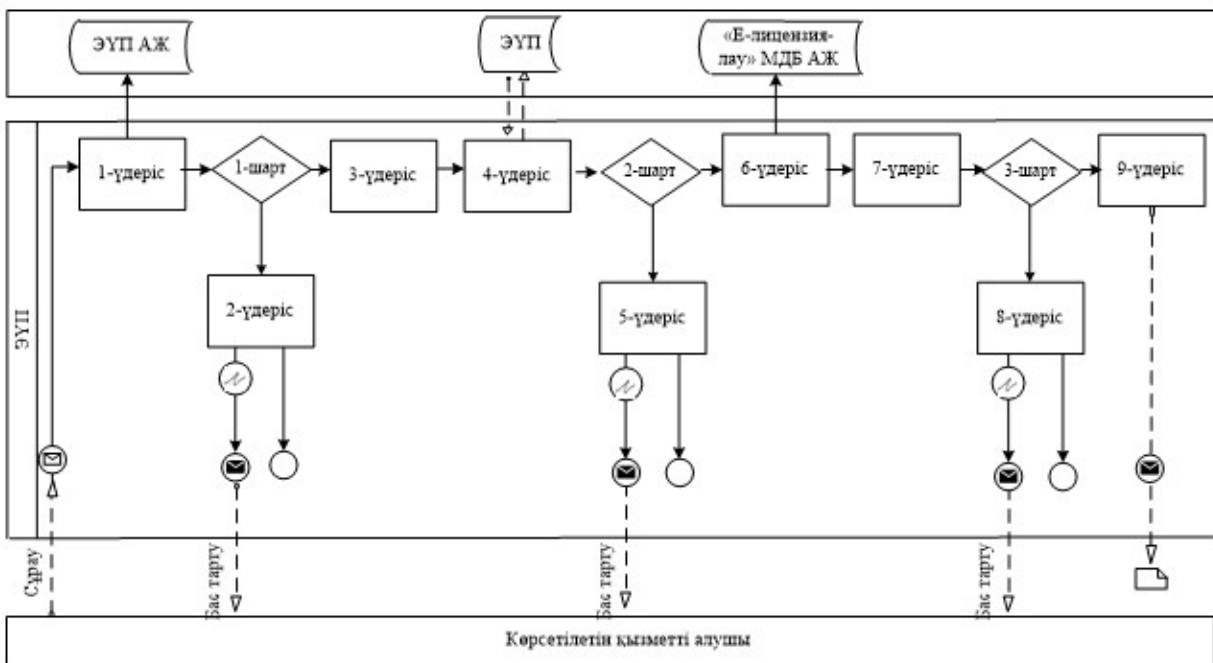 ЭҮП АЖ
ЭҮП
«Е-лицензия-
лау» МДБ АЖ
ЭҮП
1-үдеріс
1-шарт
3-үдеріс
4-үдеріс
2-шарт
6-үдеріс
7-үдеріс
3-шарт
9-үдеріс
2-үдеріс
5-үдеріс
8-үдеріс
Сұрау
Бас тарту
Бас тарту
Бас тарту
Көрсетілетін қызметті алушы